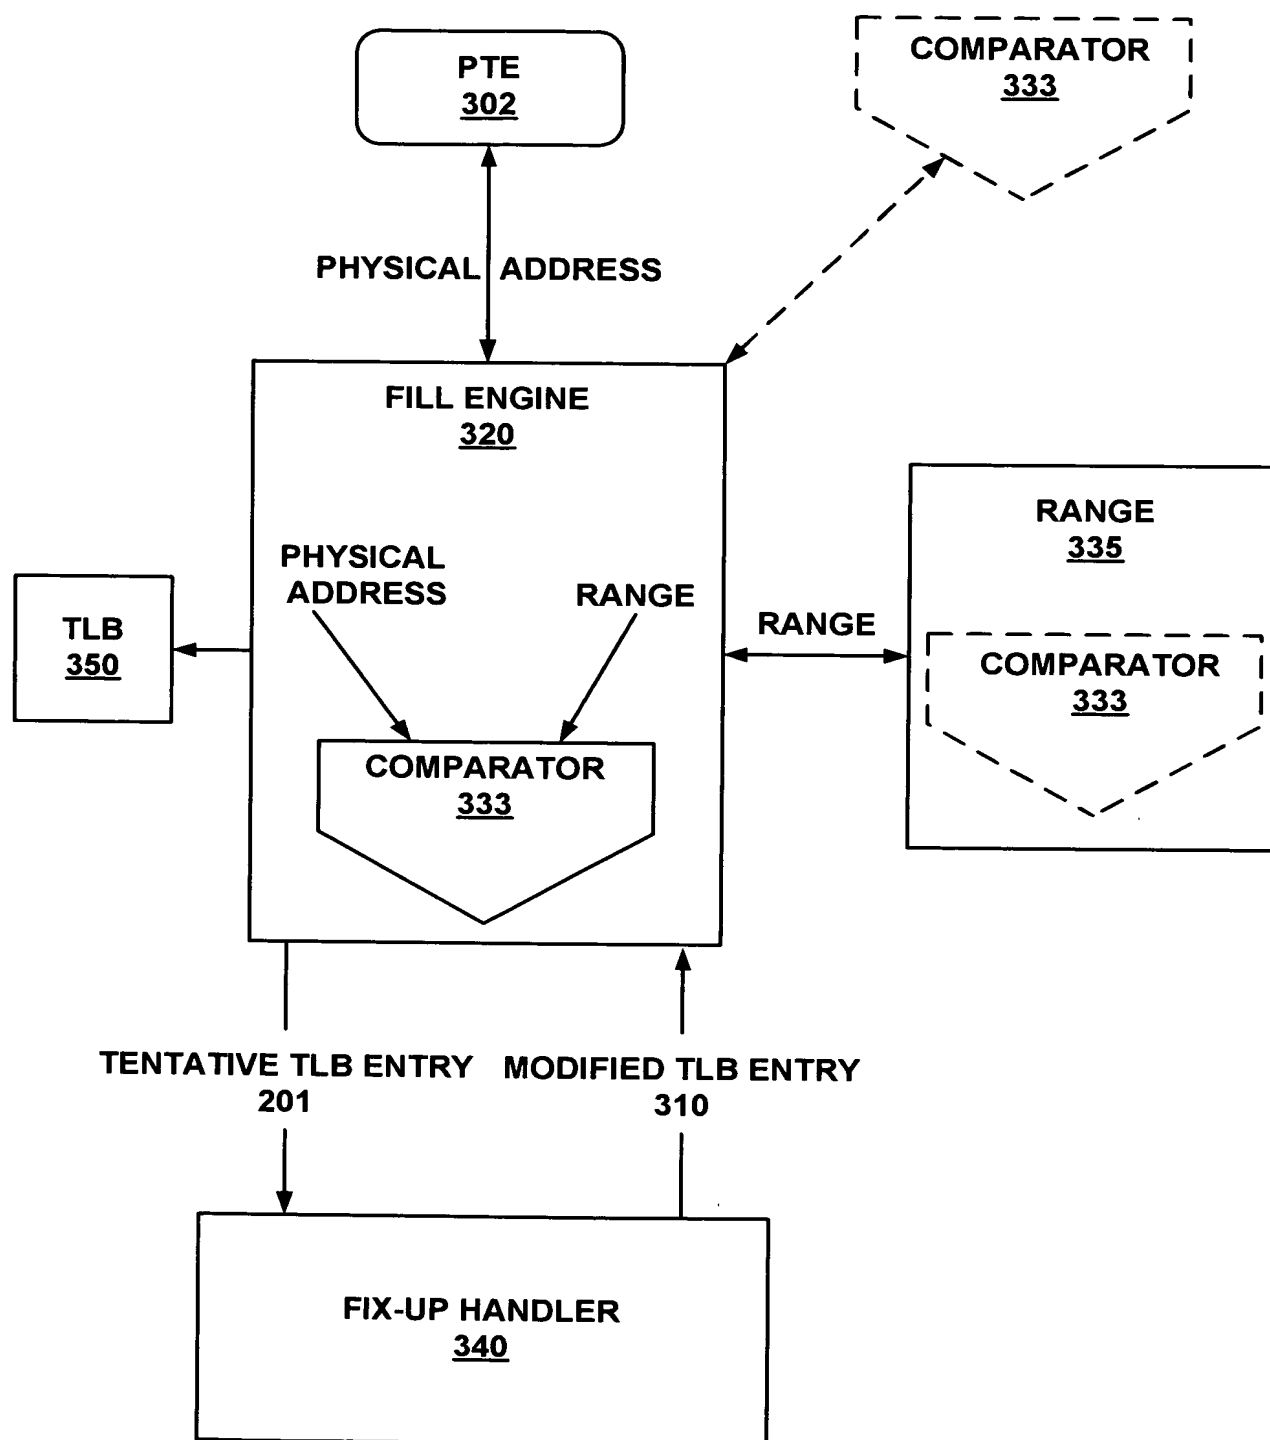 PTE
302
COMPARATOR
333
PHYSICAL ADDRESS
FILL ENGINE
320
PHYSICAL
ADDRESS
RANGE
COMPARATOR
333
TLB
350
RANGE
RANGE
335
COMPARATOR
333
TENTATIVE TLB ENTRY
201
MODIFIED TLB ENTRY
310
FIX-UP HANDLER
340